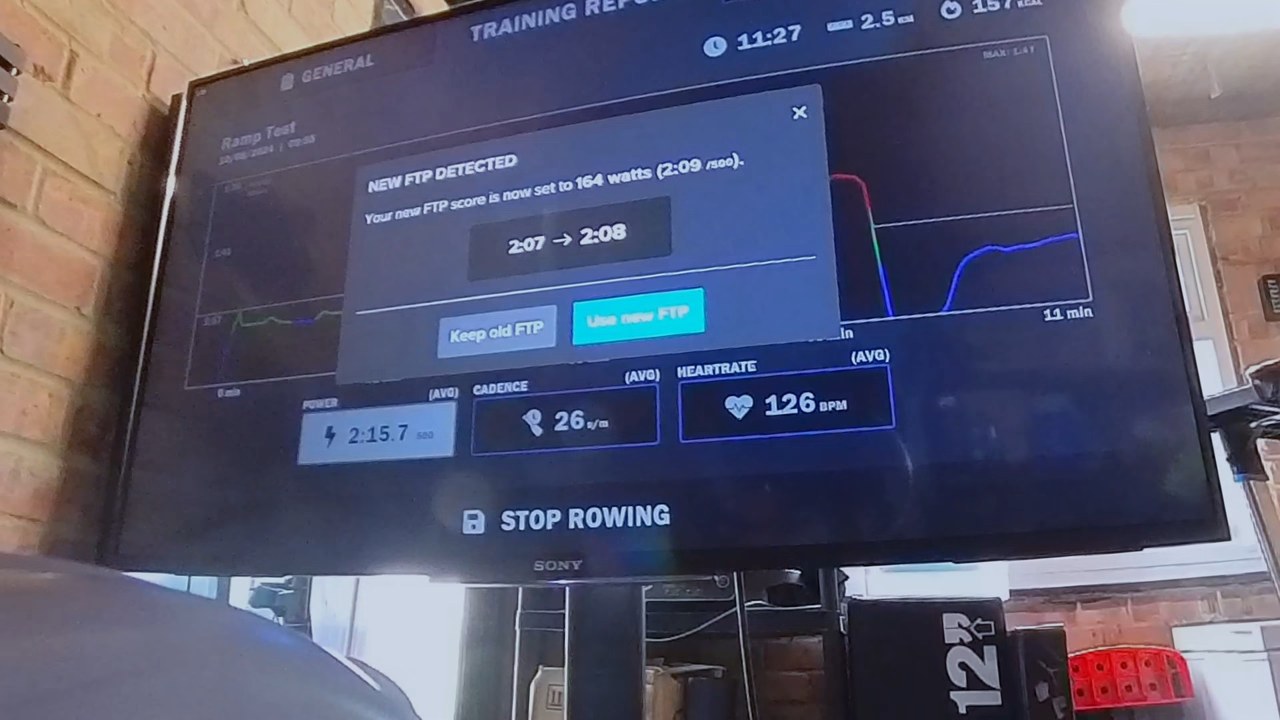 TRAINING REPO
GENERAL
11:27
2.5 KM
157 KCAL
Ramp Test
NEW FTP DETECTED
Your new FTP score is now set to 164 watts (2:09 /500).
2:07 → 2:08
Keep old FTP
Use new FTP
0 min
in
11 min
POWER
(AVG)
2:15.7 /500
CADENCE
(AVG)
26 s/m
HEARTRATE
(AVG)
126 BPM
STOP ROWING
SONY
12"